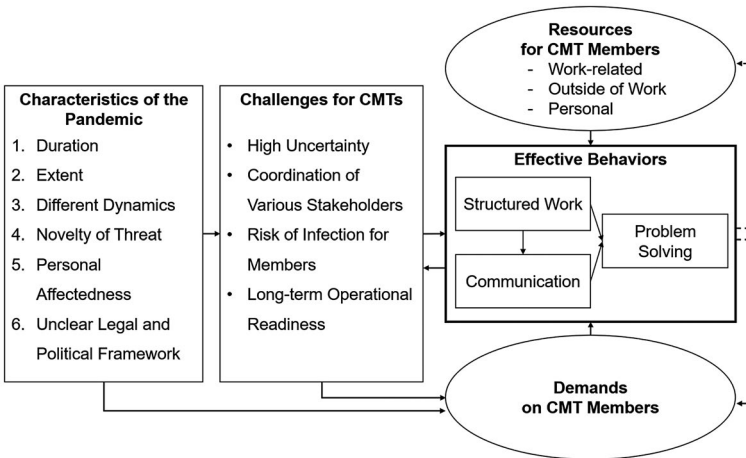 Resources
for CMT Members
- Work-related
- Outside of Work
- Personal
Characteristics of the
Pandemic
1. Duration
2. Extent
3. Different Dynamics
4. Novelty of Threat
5. Personal
Affectedness
6. Unclear Legal and
Political Framework
Challenges for CMTs
• High Uncertainty
• Coordination of
Various Stakeholders
• Risk of Infection for
Members
• Long-term Operational
Readiness
Effective Behaviors
Structured Work
Communication
Problem
Solving
Demands
on CMT Members